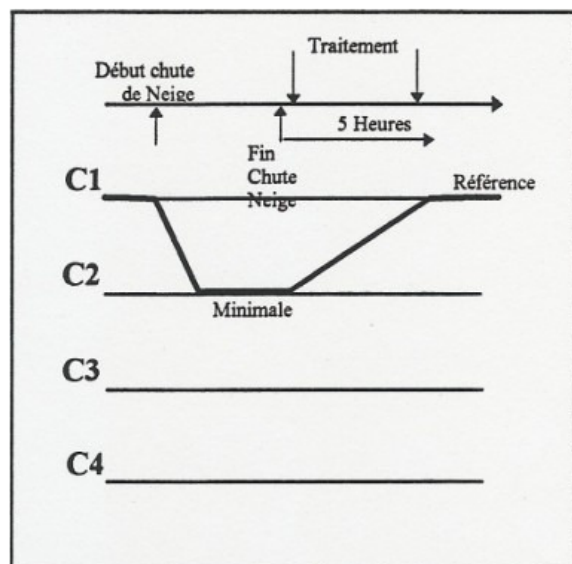 Traitement
Début chute
de Neige
5 Heures
Fin
Chute
Neige
C1
Référence
C2
Minimale
C3
C4